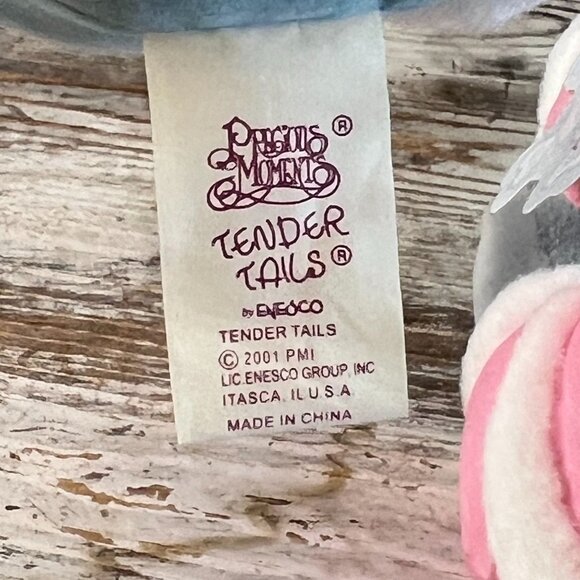 PRECIOUS ®
MOMENTS
TENDER
TAILS ®
by ENESCO
TENDER TAILS
© 2001 PMI
LIC.ENESCO GROUP, INC
ITASCA, IL U.S.A
MADE IN CHINA